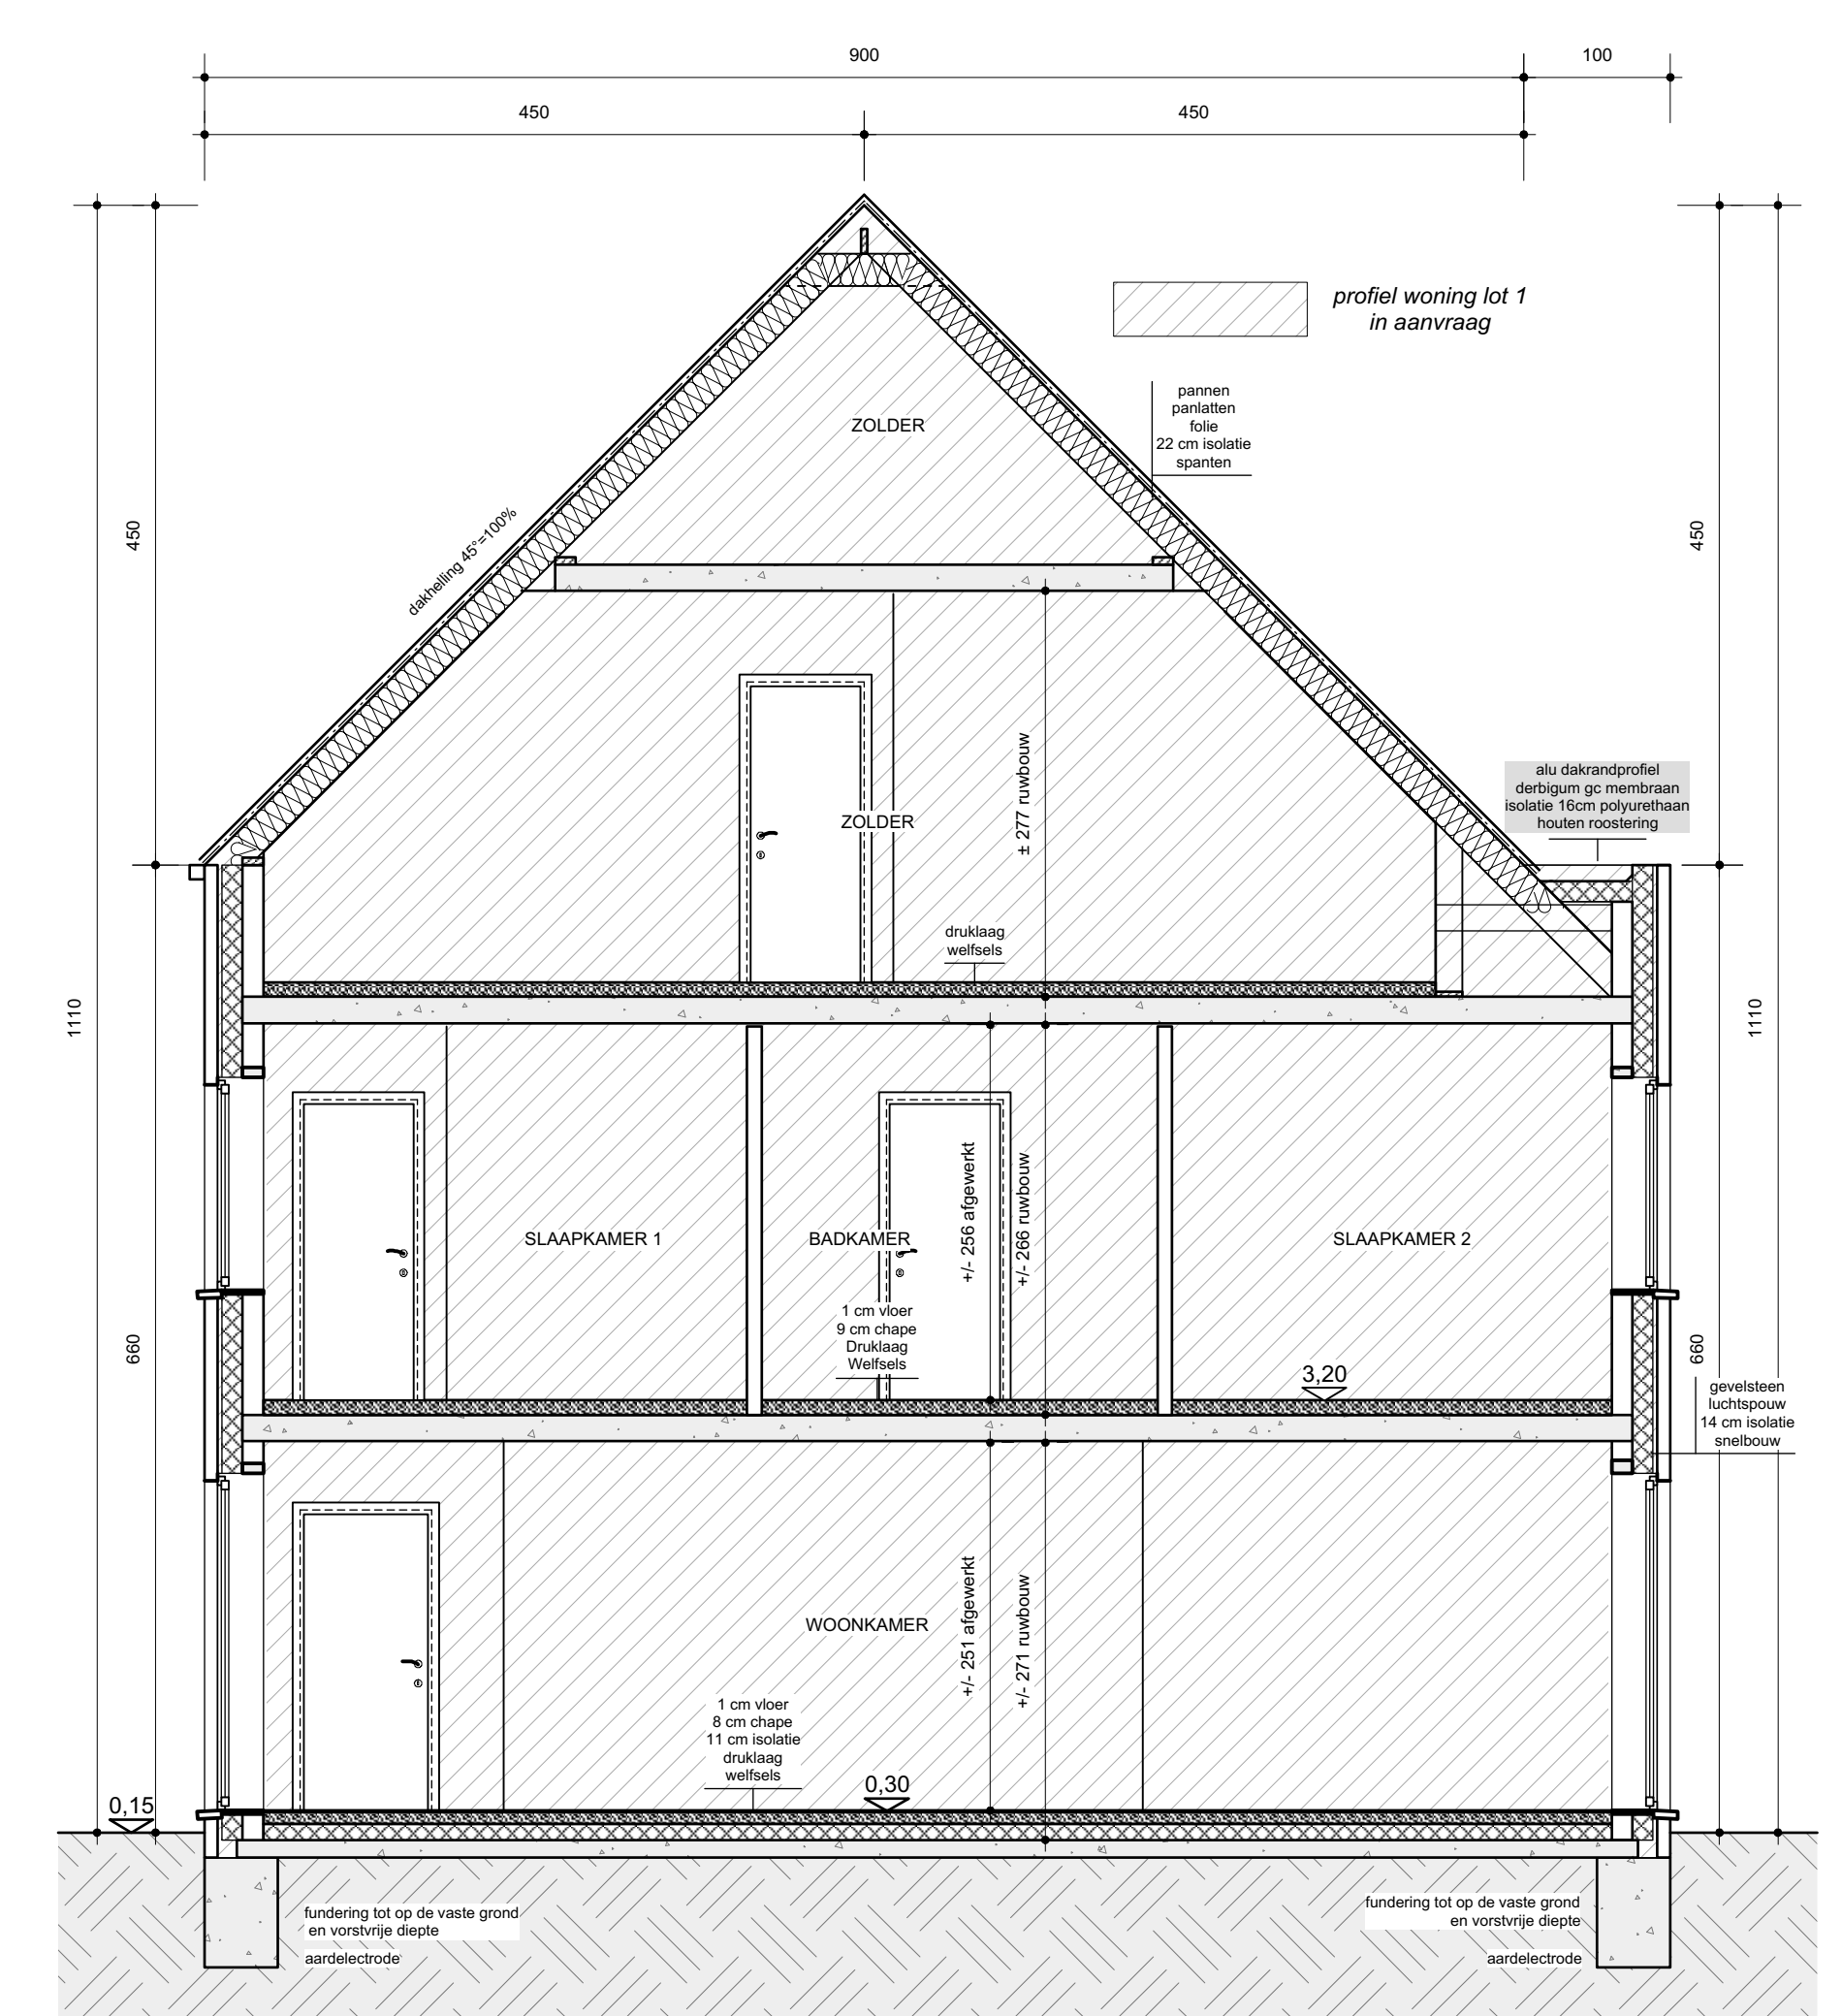 900
100
450
450
profiel woning lot 1
in aanvraag
pannen
panlatten
folie
22 cm isolatie
spanten
ZOLDER
450
450
dakhelling 45°=100%
alu dakrandprofiel
derbigum gc membraan
isolatie 16cm polyurethaan
houten roostering
± 277 ruwbouw
ZOLDER
druklaag
welfsels
1110
1110
+/- 256 afgewerkt
+/- 266 ruwbouw
SLAAPKAMER 1
BADKAMER
SLAAPKAMER 2
1 cm vloer
9 cm chape
Druklaag
Welfsels
660
660
3,20
gevelsteen
luchtspouw
14 cm isolatie
snelbouw
WOONKAMER
+/- 251 afgewerkt
+/- 271 ruwbouw
1 cm vloer
8 cm chape
11 cm isolatie
druklaag
welfsels
0,30
0,15
fundering tot op de vaste grond
en vorstvrije diepte
aardelectrode
fundering tot op de vaste grond
en vorstvrije diepte
aardelectrode